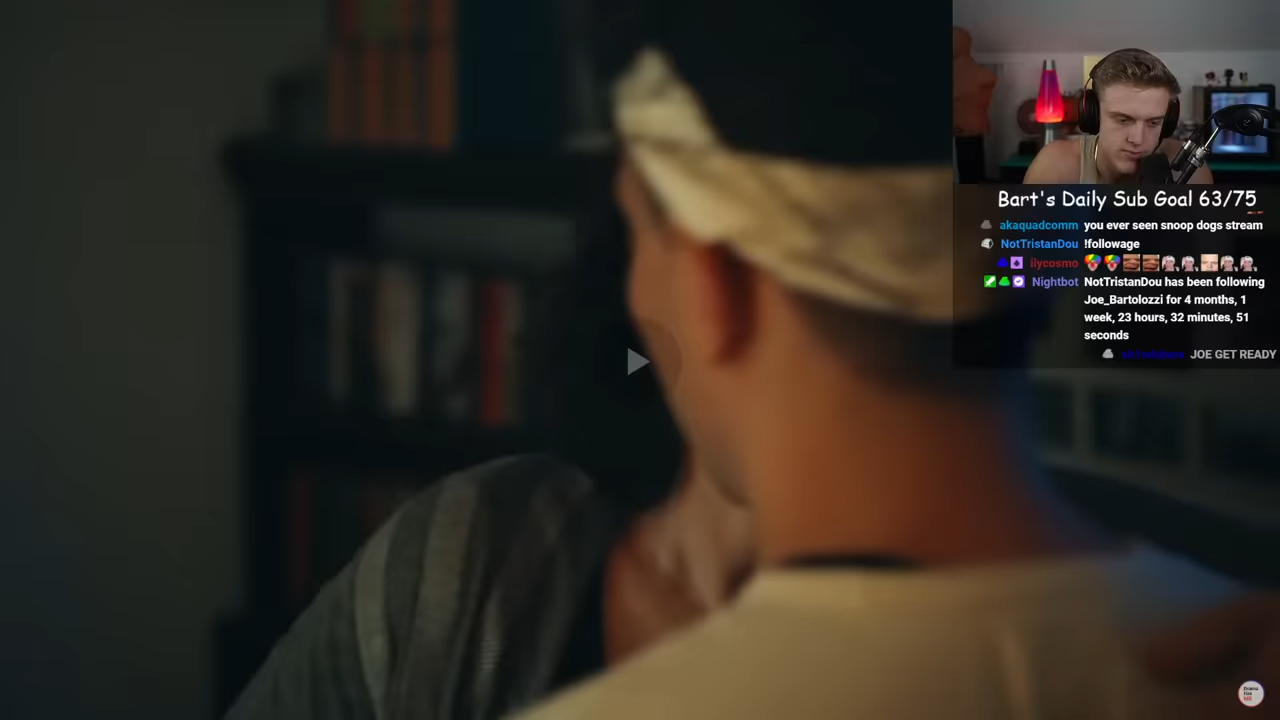 Bart's Daily Sub Goal 63/75
akaquadcomm you ever seen snoop dogs stream
NotTristanDou !followage
ilycosmo
Nightbot NotTristanDou has been following
Joe_Bartolozzi for 4 months, 1
week, 23 hours, 32 minutes, 51
seconds
JOE GET READY